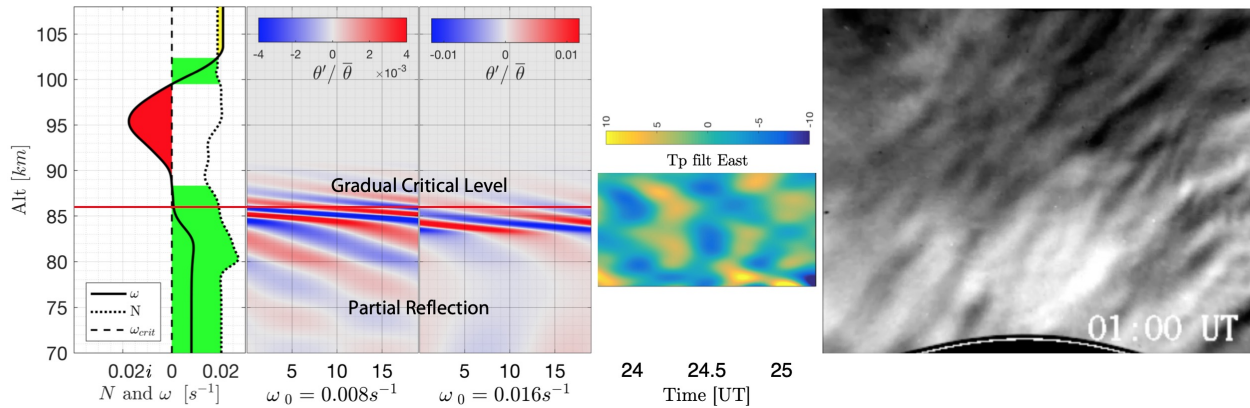 105
100
95
90
85
80
75
70
Alt [km]
ω
N
ω_crit
0.02i 0 0.02
N and ω [s⁻¹]
-4 -2 0 2 4
θ′/ θ̅ ×10⁻³
-0.01 0 0.01
θ′/ θ̅
Gradual Critical Level
Partial Reflection
5 10 15
ω₀ = 0.008s⁻¹
5 10 15
ω₀ = 0.016s⁻¹
10 5 0 -5 -10
Tp filt East
24 24.5 25
Time [UT]
01:00 UT